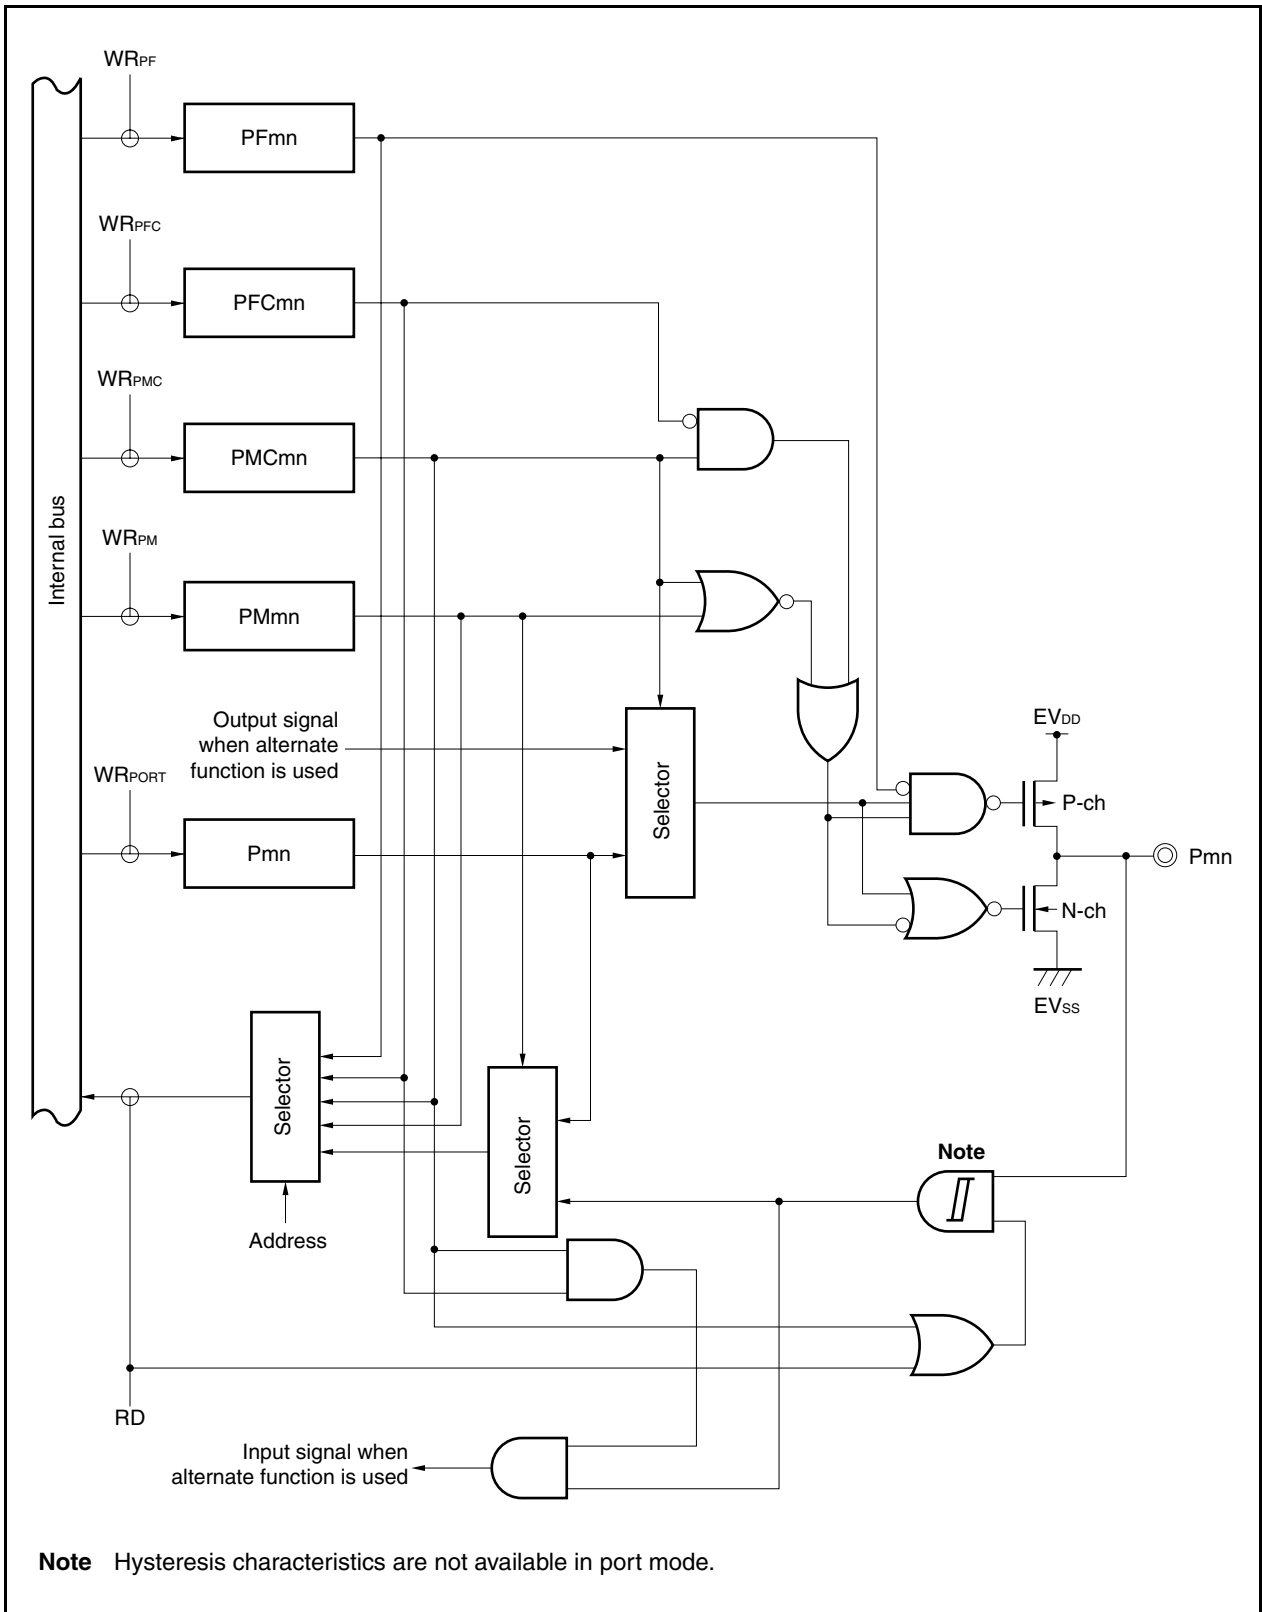 WRPF
PFmn
WRPFC
PFCmn
WRPMC
PMCmn
Internal bus
WRPM
PMmn
Output signal
when alternate
function is used
EVDD
WRPORT
Selector
P-ch
Pmn
Pmn
N-ch
EVSS
Selector
Selector
Note
Address
RD
Input signal when
alternate function is used
Note Hysteresis characteristics are not available in port mode.